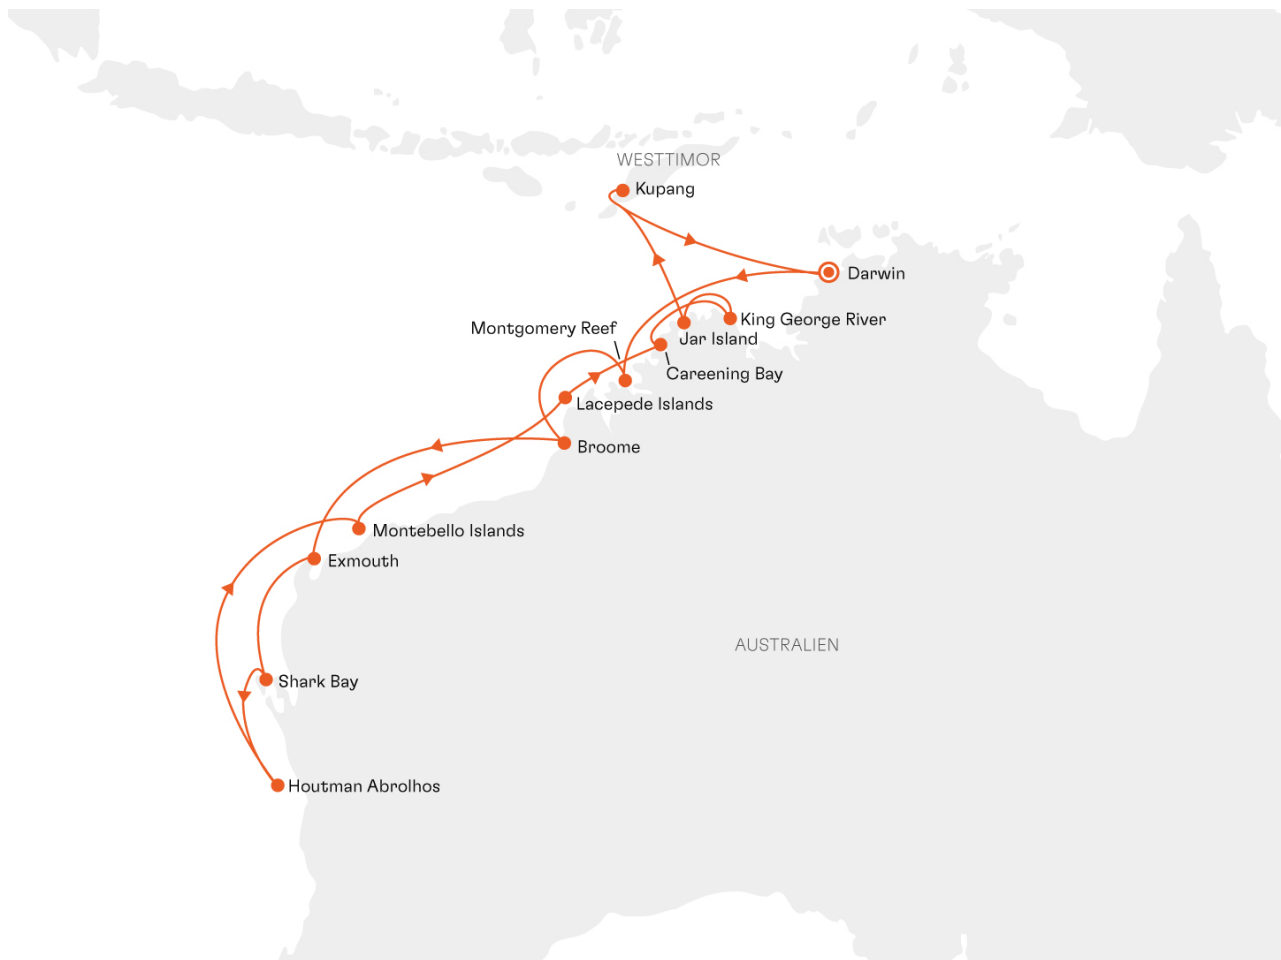 WESTTIMOR
Kupang
Darwin
King George River
Montgomery Reef
Jar Island
Careening Bay
Lacepede Islands
Broome
Montebello Islands
Exmouth
AUSTRALIEN
Shark Bay
Houtman Abrolhos